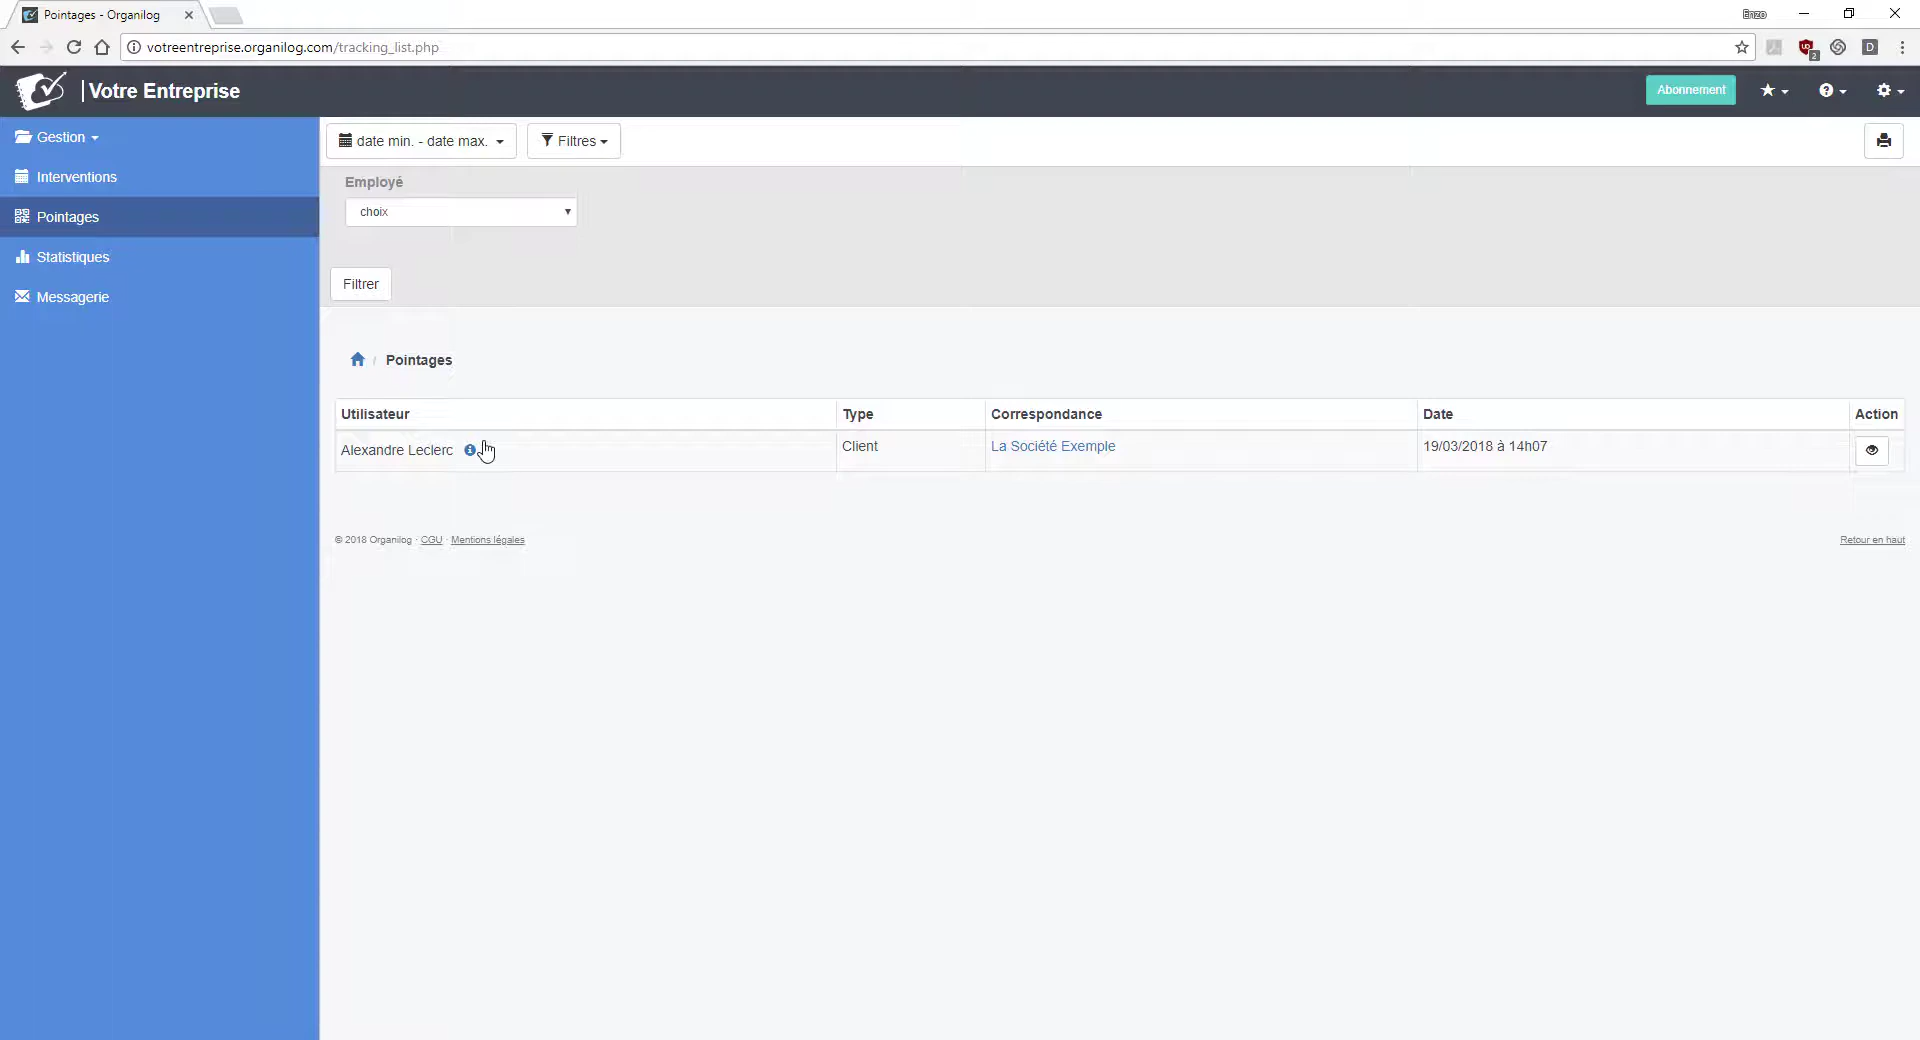 Pointages - Organilog
Enzo
votreentreprise.organilog.com/tracking_list.php
2
D
| Votre Entreprise
Abonnement
Gestion
date min. - date max.
Filtres
Interventions
Pointages
Statistiques
Messagerie
Employé
choix
Filtrer
/ Pointages
Utilisateur Type Correspondance Date Action
Alexandre Leclerc Client La Société Exemple 19/03/2018 à 14h07
© 2018 Organilog · CGU · Mentions légales
Retour en haut